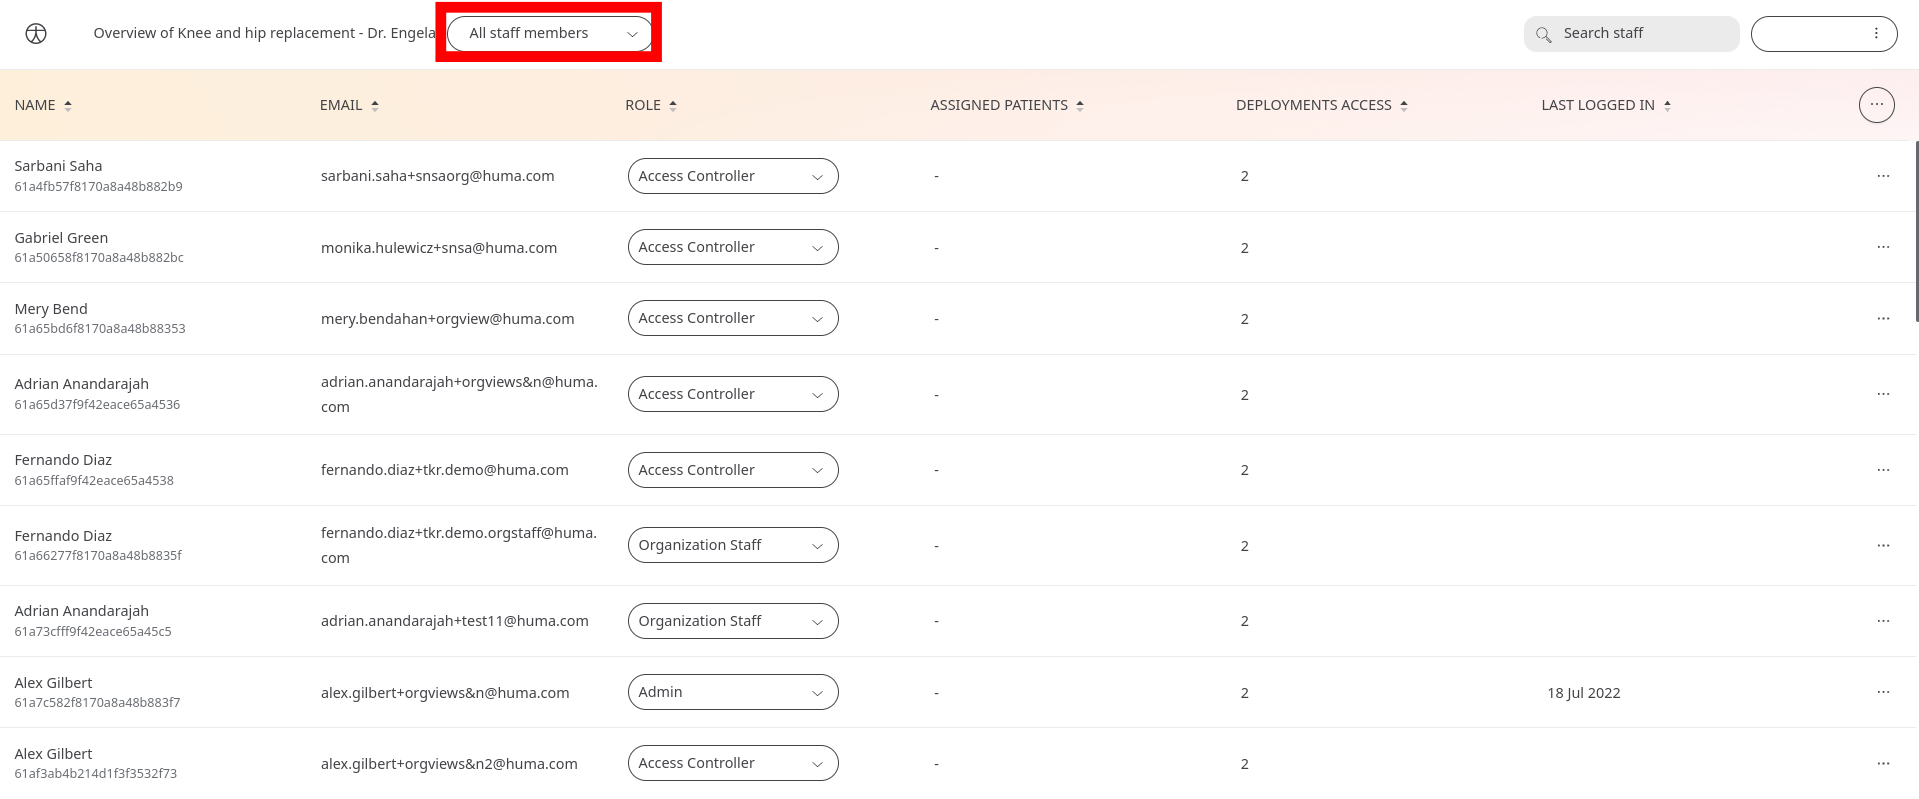 Overview of Knee and hip replacement - Dr. Engela
All staff members
Search staff
NAME EMAIL ROLE ASSIGNED PATIENTS DEPLOYMENTS ACCESS LAST LOGGED IN
Sarbani Saha
61a4fb57f8170a8a48b882b9
sarbani.saha+snsaorg@huma.com
Access Controller
-
2
Gabriel Green
61a50658f8170a8a48b882bc
monika.hulewicz+snsa@huma.com
Access Controller
-
2
Mery Bend
61a65bd6f8170a8a48b88353
mery.bendahan+orgview@huma.com
Access Controller
-
2
Adrian Anandarajah
61a65d37f9f42eace65a4536
adrian.anandarajah+orgviews&n@huma.
com
Access Controller
-
2
Fernando Diaz
61a65ffaf9f42eace65a4538
fernando.diaz+tkr.demo@huma.com
Access Controller
-
2
Fernando Diaz
61a66277f8170a8a48b8835f
fernando.diaz+tkr.demo.orgstaff@huma.
com
Organization Staff
-
2
Adrian Anandarajah
61a73cfff9f42eace65a45c5
adrian.anandarajah+test11@huma.com
Organization Staff
-
2
Alex Gilbert
61a7c582f8170a8a48b883f7
alex.gilbert+orgviews&n@huma.com
Admin
-
2
18 Jul 2022
Alex Gilbert
61af3ab4b214d1f3f3532f73
alex.gilbert+orgviews&n2@huma.com
Access Controller
-
2